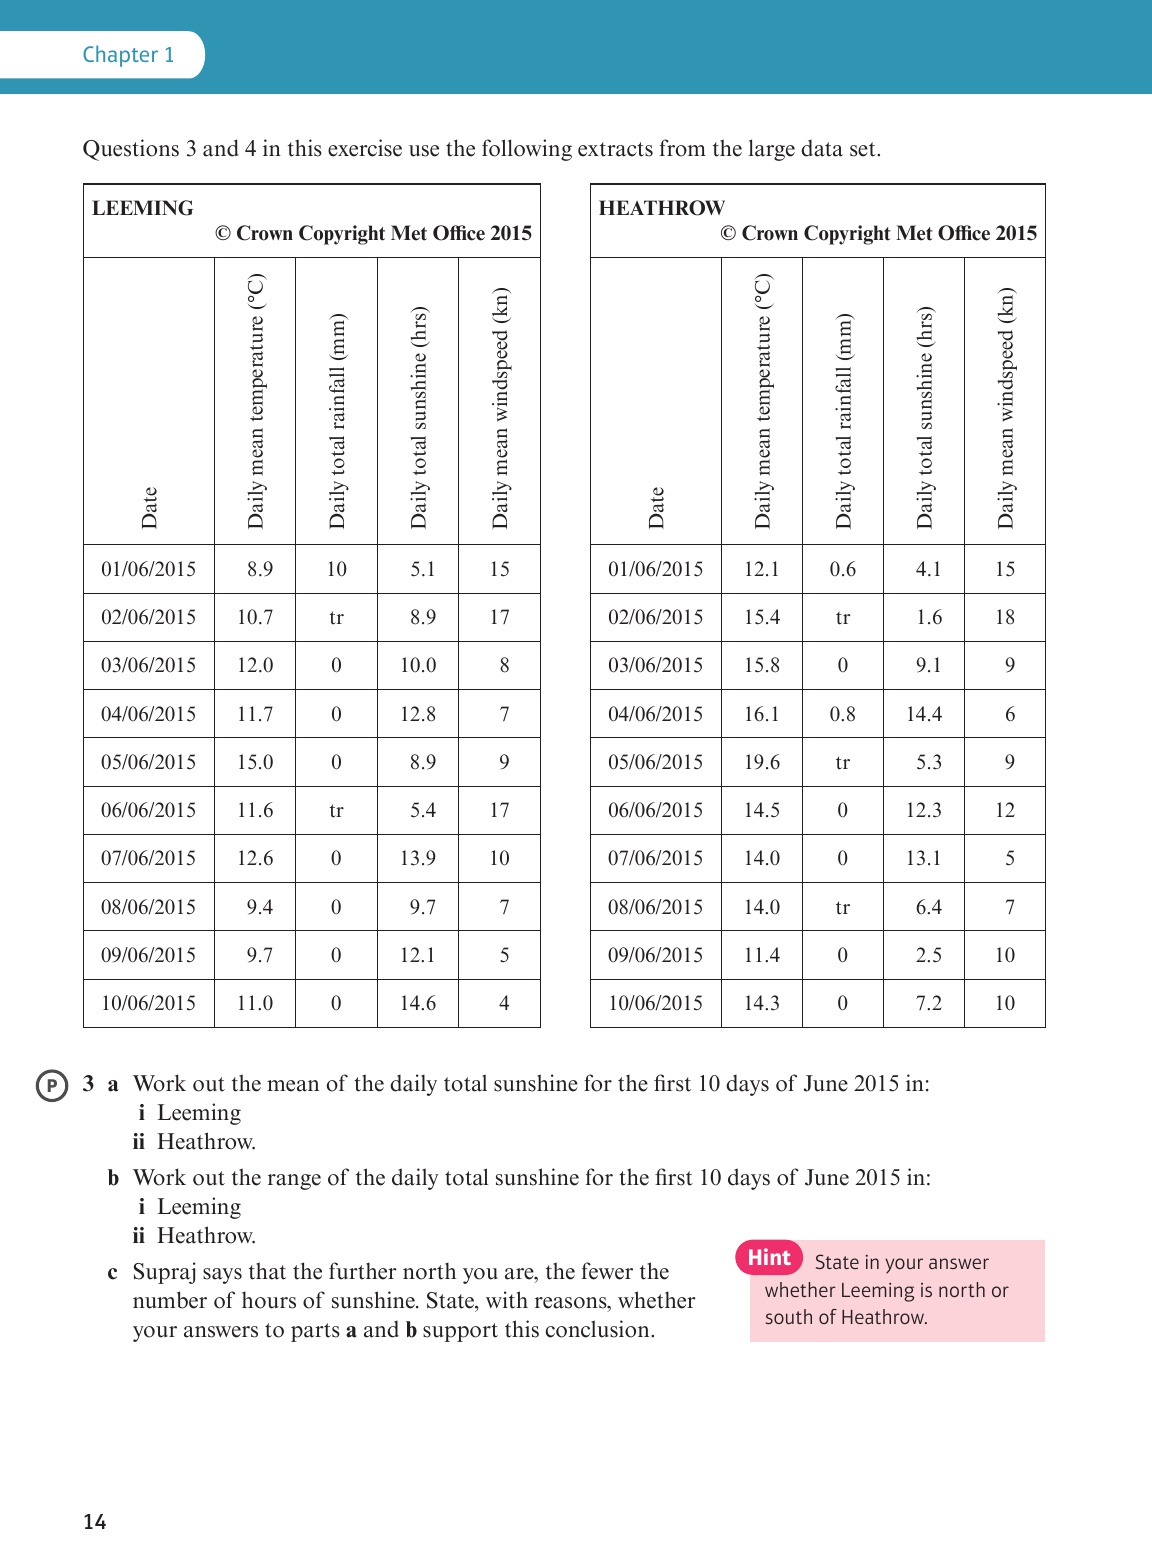 Chapter 1
Questions 3 and 4 in this exercise use the following extracts from the large data set.
LEEMING
© Crown Copyright Met Office 2015
Date Daily mean temperature (°C) Daily total rainfall (mm) Daily total sunshine (hrs) Daily mean windspeed (kn)
01/06/2015 8.9 10 5.1 15
02/06/2015 10.7 tr 8.9 17
03/06/2015 12.0 0 10.0 8
04/06/2015 11.7 0 12.8 7
05/06/2015 15.0 0 8.9 9
06/06/2015 11.6 tr 5.4 17
07/06/2015 12.6 0 13.9 10
08/06/2015 9.4 0 9.7 7
09/06/2015 9.7 0 12.1 5
10/06/2015 11.0 0 14.6 4
HEATHROW
© Crown Copyright Met Office 2015
Date Daily mean temperature (°C) Daily total rainfall (mm) Daily total sunshine (hrs) Daily mean windspeed (kn)
01/06/2015 12.1 0.6 4.1 15
02/06/2015 15.4 tr 1.6 18
03/06/2015 15.8 0 9.1 9
04/06/2015 16.1 0.8 14.4 6
05/06/2015 19.6 tr 5.3 9
06/06/2015 14.5 0 12.3 12
07/06/2015 14.0 0 13.1 5
08/06/2015 14.0 tr 6.4 7
09/06/2015 11.4 0 2.5 10
10/06/2015 14.3 0 7.2 10
P 3 a Work out the mean of the daily total sunshine for the first 10 days of June 2015 in:
i Leeming
ii Heathrow.
b Work out the range of the daily total sunshine for the first 10 days of June 2015 in:
i Leeming
ii Heathrow.
c Supraj says that the further north you are, the fewer the
number of hours of sunshine. State, with reasons, whether
your answers to parts a and b support this conclusion.
Hint State in your answer
whether Leeming is north or
south of Heathrow.
14